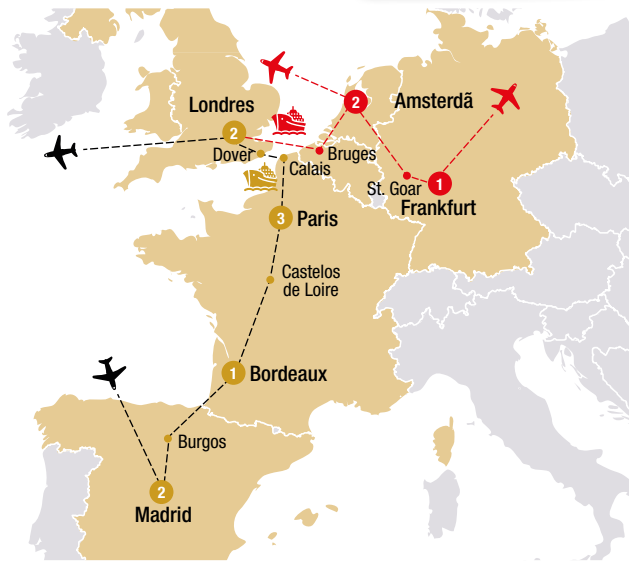 Londres
2
Dover
Calais
Bruges
2
Amsterdã
St. Goar
1
Frankfurt
3
Paris
Castelos
de Loire
1
Bordeaux
Burgos
2
Madrid